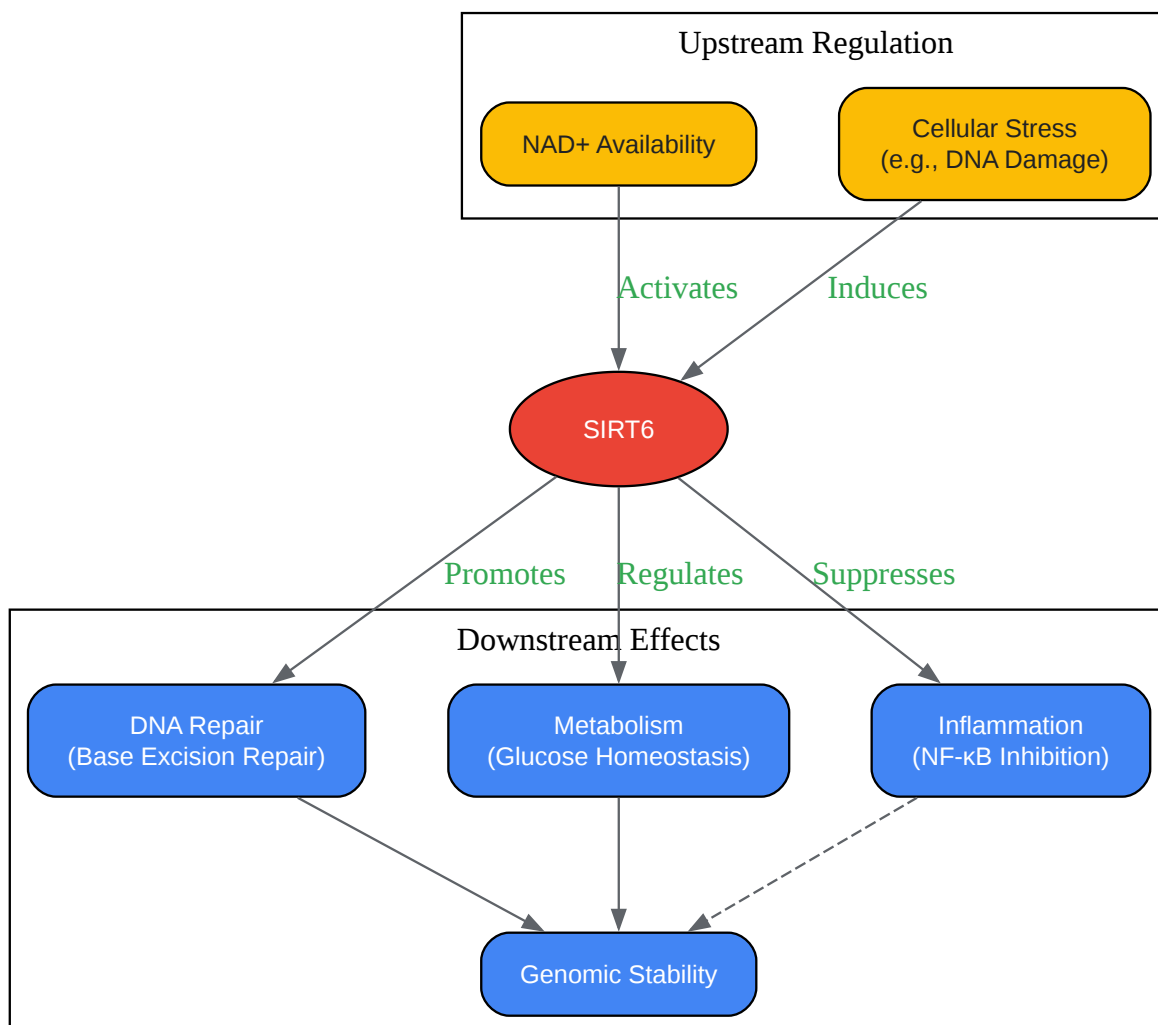 Upstream Regulation
NAD+ Availability
Cellular Stress
(e.g., DNA Damage)
Activates
Induces
SIRT6
Promotes
Regulates
Suppresses
Downstream Effects
DNA Repair
(Base Excision Repair)
Metabolism
(Glucose Homeostasis)
Inflammation
(NF-κB Inhibition)
Genomic Stability